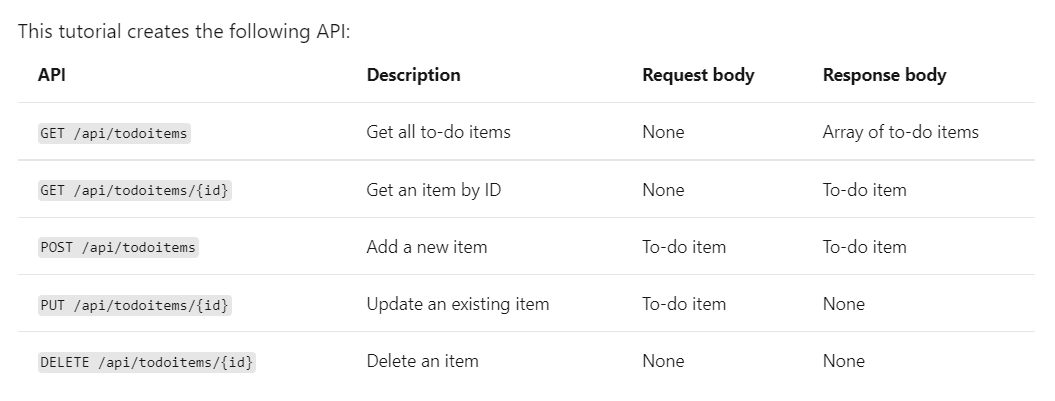 This tutorial creates the following API:
API Description Request body Response body
GET /api/todoitems Get all to-do items None Array of to-do items
GET /api/todoitems/{id} Get an item by ID None To-do item
POST /api/todoitems Add a new item To-do item To-do item
PUT /api/todoitems/{id} Update an existing item To-do item None
DELETE /api/todoitems/{id} Delete an item None None